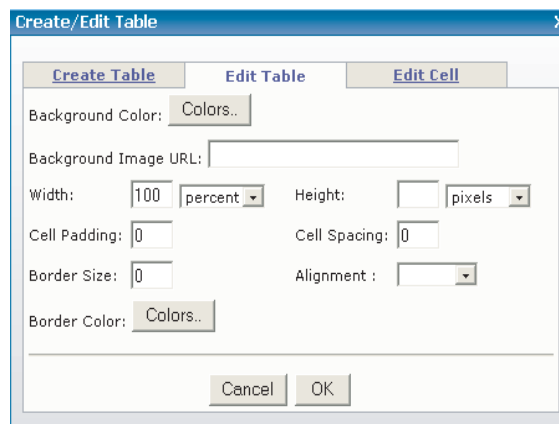 Create/Edit Table
Create Table Edit Table Edit Cell
Background Color: Colors..
Background Image URL:
Width: 100 percent Height: pixels
Cell Padding: 0 Cell Spacing: 0
Border Size: 0 Alignment :
Border Color: Colors..
Cancel OK